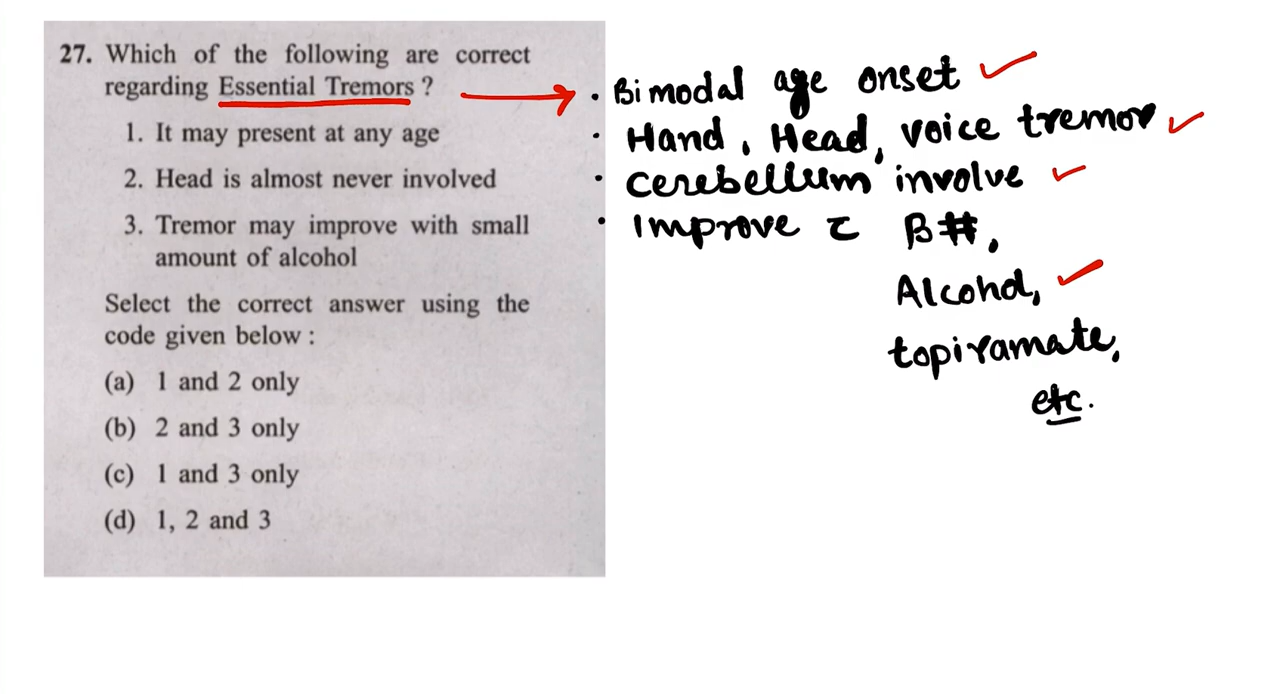 27. Which of the following are correct
regarding Essential Tremors ?
1. It may present at any age
2. Head is almost never involved
3. Tremor may improve with small
amount of alcohol
Select the correct answer using the
code given below :
(a) 1 and 2 only
(b) 2 and 3 only
(c) 1 and 3 only
(d) 1, 2 and 3
. Bimodal age onset
. Hand, Head, voice tremor
. cerebellum involve
. Improve c B#,
Alcohol,
topiramate,
etc.